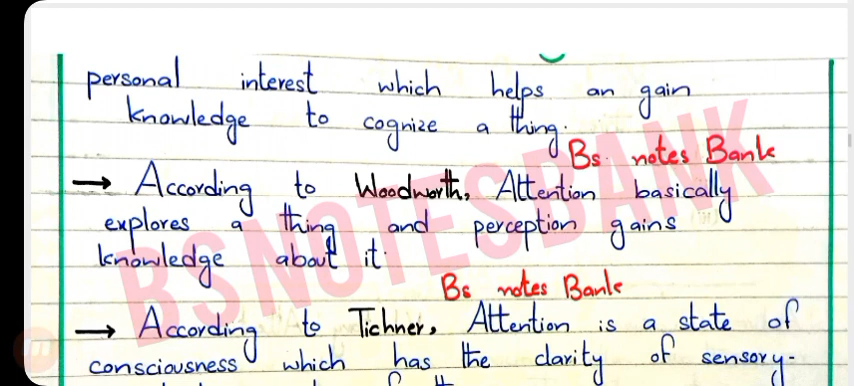 personal interest which helps an gain
knowledge to cognize a thing.
Bs notes Bank
→ According to Woodworth, Attention basically
explores a thing and perception gains
knowledge about it.
Bs notes Bank
→ According to Tichner, Attention is a state of
consciousness which has the clarity of sensory-
BSNOTESBANK